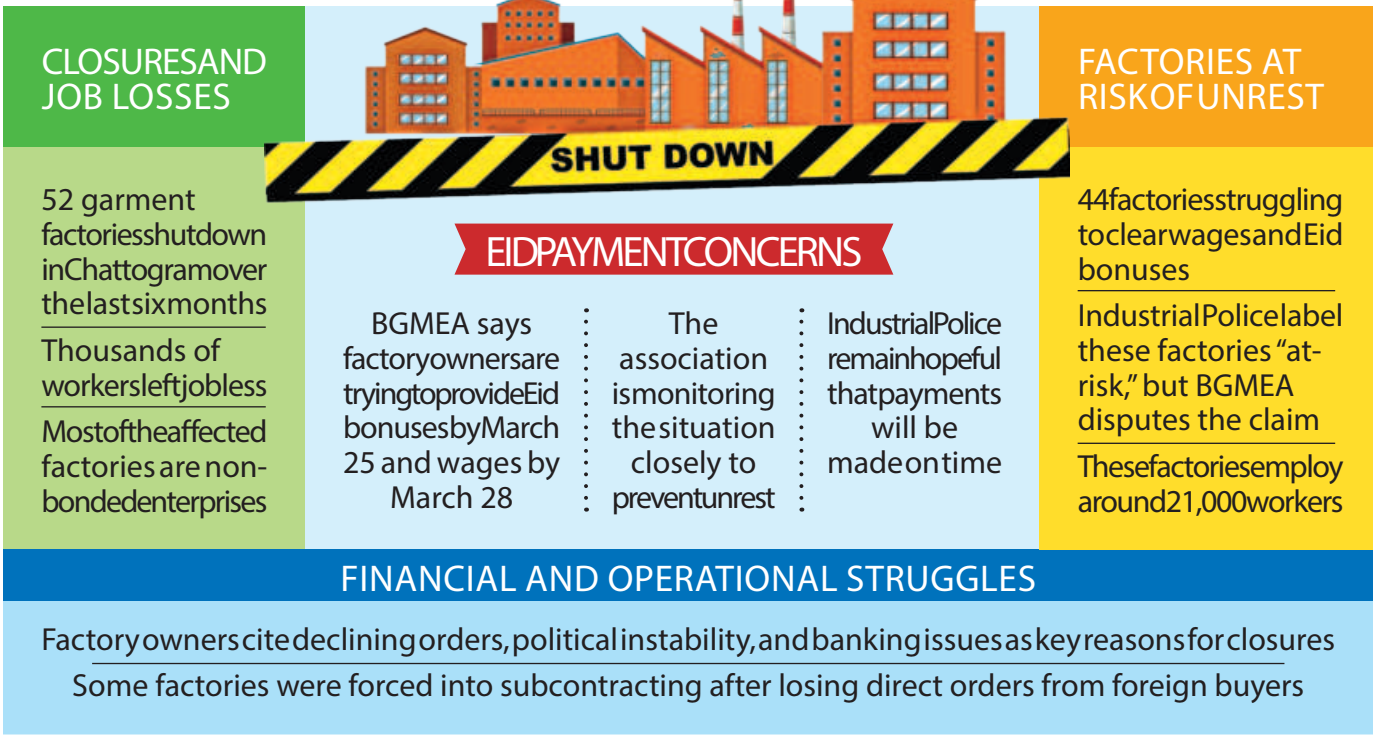 CLOSURESAND
JOB LOSSES
52 garment
factoriesshutdown
inChattogramover
thelastsixmonths
Thousands of
workersleftjobless
Mostoftheaffected
factories are non-
bondedenterprises
SHUT DOWN
EIDPAYMENTCONCERNS
BGMEA says
factoryownersare
tryingtoprovideEid
bonusesbyMarch
25 and wages by
March 28
The
association
ismonitoring
thesituation
closely to
preventunrest
IndustrialPolice
remainhopeful
thatpayments
will be
madeontime
FACTORIES AT
RISKOFUNREST
44factoriesstruggling
toclearwagesandEid
bonuses
IndustrialPolicelabel
these factories “at-
risk,” but BGMEA
disputes the claim
Thesefactoriesemploy
around21,000workers
FINANCIAL AND OPERATIONAL STRUGGLES
Factoryownerscitedecliningorders,politicalinstability,andbankingissuesaskeyreasonsforclosures
Some factories were forced into subcontracting after losing direct orders from foreign buyers